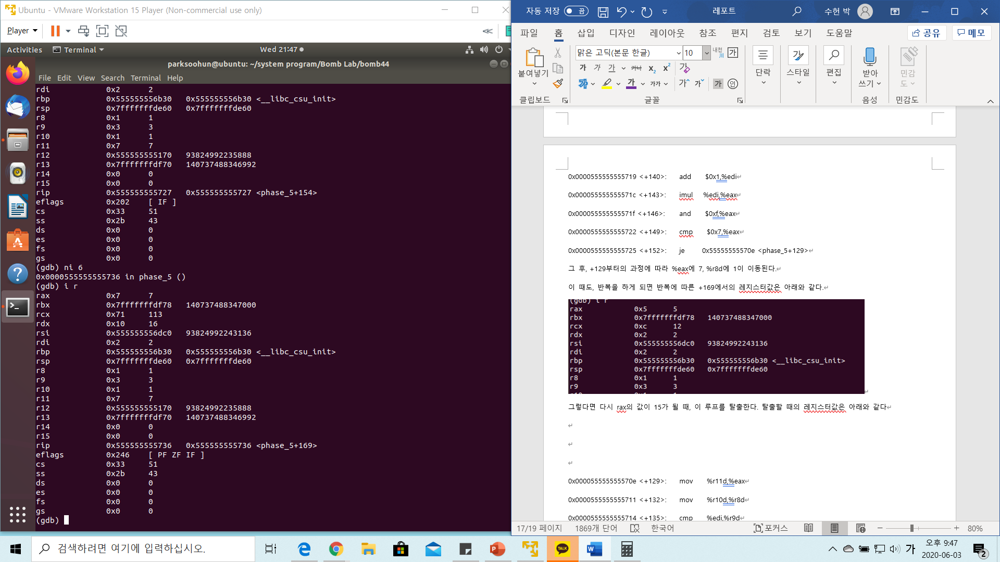 Ubuntu - VMware Workstation 15 Player (Non-commercial use only)
Player
Activities
Terminal
Wed 21:47
parksoohun@ubuntu: ~/system program/Bomb Lab/bomb44
File Edit View Search Terminal Help
rdi 0x2 2
rbp 0x555555556b30 0x555555556b30 <__libc_csu_init>
rsp 0x7fffffffde60 0x7fffffffde60
r8 0x1 1
r9 0x3 3
r10 0x1 1
r11 0x7 7
r12 0x555555555170 93824992235888
r13 0x7fffffffdf70 140737488346992
r14 0x0 0
r15 0x0 0
rip 0x555555555727 0x555555555727 <phase_5+154>
eflags 0x202 [ IF ]
cs 0x33 51
ss 0x2b 43
ds 0x0 0
es 0x0 0
fs 0x0 0
gs 0x0 0
(gdb) ni 6
0x0000555555555736 in phase_5 ()
(gdb) i r
rax 0x7 7
rbx 0x7fffffffdf78 140737488347000
rcx 0x71 113
rdx 0x10 16
rsi 0x555555556dc0 93824992243136
rdi 0x2 2
rbp 0x555555556b30 0x555555556b30 <__libc_csu_init>
rsp 0x7fffffffde60 0x7fffffffde60
r8 0x1 1
r9 0x3 3
r10 0x1 1
r11 0x7 7
r12 0x555555555170 93824992235888
r13 0x7fffffffdf70 140737488346992
r14 0x0 0
r15 0x0 0
rip 0x555555555736 0x555555555736 <phase_5+169>
eflags 0x246 [ PF ZF IF ]
cs 0x33 51
ss 0x2b 43
ds 0x0 0
es 0x0 0
fs 0x0 0
gs 0x0 0
(gdb)
자동 저장 끔
레포트
수헌 박
파일 홈 삽입 디자인 레이아웃 참조 편지 검토 보기 도움말
공유
메모
붙여넣기
클립보드
맑은 고딕(본문 한글)
10
내천
가
가 가 가 가나 x₂ x²
가 가 가가 가 가 가
글꼴
단락
스타일
편집
받아
쓰기
음성
민감
도
민감도
0x0000555555555719 <+140>: add $0x1,%edi
0x000055555555571c <+143>: imul %edi,%eax
0x000055555555571f <+146>: and $0xf,%eax
0x0000555555555722 <+149>: cmp $0x7,%eax
0x0000555555555725 <+152>: je 0x55555555570e <phase_5+129>
그 후, +129부터의 과정에 따라 %eax에 7, %r8d에 1이 이동된다.
이 때도, 반복을 하게 되면 반복에 따른 +169에서의 레지스터값은 아래와 같다.
(gdb) i r
rax 0x5 5
rbx 0x7fffffffdf78 140737488347000
rcx 0xc 12
rdx 0x2 2
rsi 0x555555556dc0 93824992243136
rdi 0x2 2
rbp 0x555555556b30 0x555555556b30 <__libc_csu_init>
rsp 0x7fffffffde60 0x7fffffffde60
r8 0x1 1
r9 0x3 3
그렇다면 다시 rax의 값이 15가 될 때, 이 루프를 탈출한다. 탈출할 때의 레지스터값은 아래와 같다
0x000055555555570e <+129>: mov %r11d,%eax
0x0000555555555711 <+132>: mov %r10d,%r8d
0x0000555555555714 <+135>: cmp %edi,%r9d
17/19 페이지 1869개 단어 한국어 포커스 80%
검색하려면 여기에 입력하십시오.
TALK
가
오후 9:47
2020-06-03
2